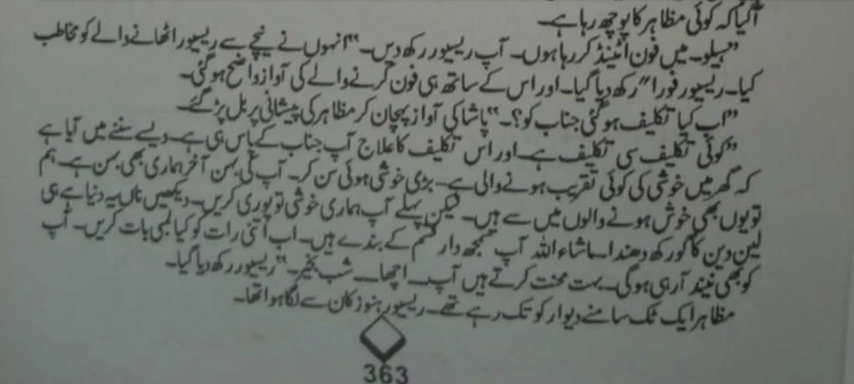 آگیا کہ کوئی مظاہر کا پوچھ رہا ہے۔
"ہیلو۔ میں فون اٹینڈ کر رہا ہوں۔ آپ ریسیور رکھ دیں۔" انہوں نے نیچے سے ریسیور اٹھانے والے کو مخاطب
کیا۔ ریسیور فورا" رکھ دیا گیا۔ اور اس کے ساتھ ہی فون کرنے والے کی آواز واضح ہو گئی۔
"اب کیا تکلیف ہو گئی جناب کو؟۔" پاشا کی آواز پہچان کر مظاہر کی پیشانی پر بل پڑ گئے۔
"کوئی تکلیف سی تکلیف ہے۔ اور اس تکلیف کا علاج آپ جناب کے پاس ہی ہے۔ ویسے سننے میں آیا ہے
کہ گھر میں خوشی کی کوئی تقریب ہونے والی ہے۔ بڑی خوشی ہوئی سن کر۔ آپ کی بہن آخر ہماری بھی بہن ہے۔ ہم
تو یوں بھی خوش ہونے والوں میں سے ہیں۔ لیکن پہلے آپ ہماری خوشی تو پوری کریں۔ دیکھیں ناں یہ دنیا ہے ہی
لین دین کا گورکھ دھندا۔ ماشاء اللہ آپ سمجھ دار قسم کے بندے ہیں۔ اب اتنی رات کو کیا لمبی بات کریں۔ آپ
کو بھی نیند آ رہی ہو گی۔ بہت محنت کرتے ہیں آپ۔ اچھا۔ شب بخیر۔" ریسیور رکھ دیا گیا۔
مظاہر ایک ٹک سامنے دیوار کو تک رہے تھے۔ ریسیور ہنوز کان سے لگا ہوا تھا۔
363